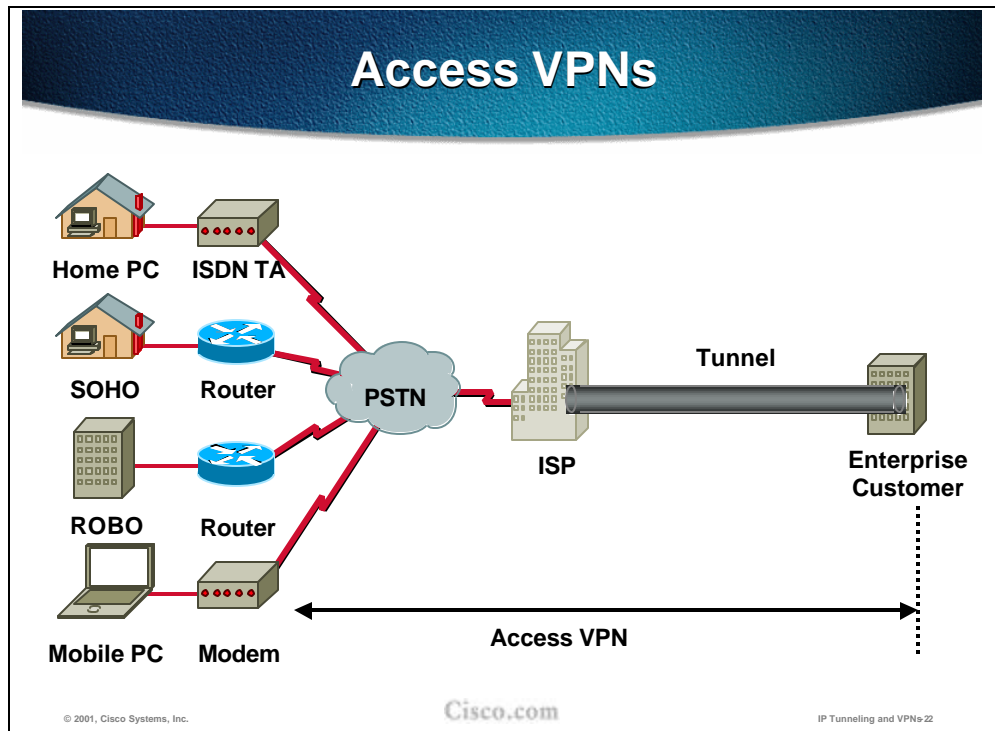 Access VPNs
Home PC
ISDN TA
SOHO
Router
PSTN
Tunnel
ISP
Enterprise
Customer
ROBO
Router
Mobile PC
Modem
Access VPN
© 2001, Cisco Systems, Inc.
Cisco.com
IP Tunneling and VPNs-22